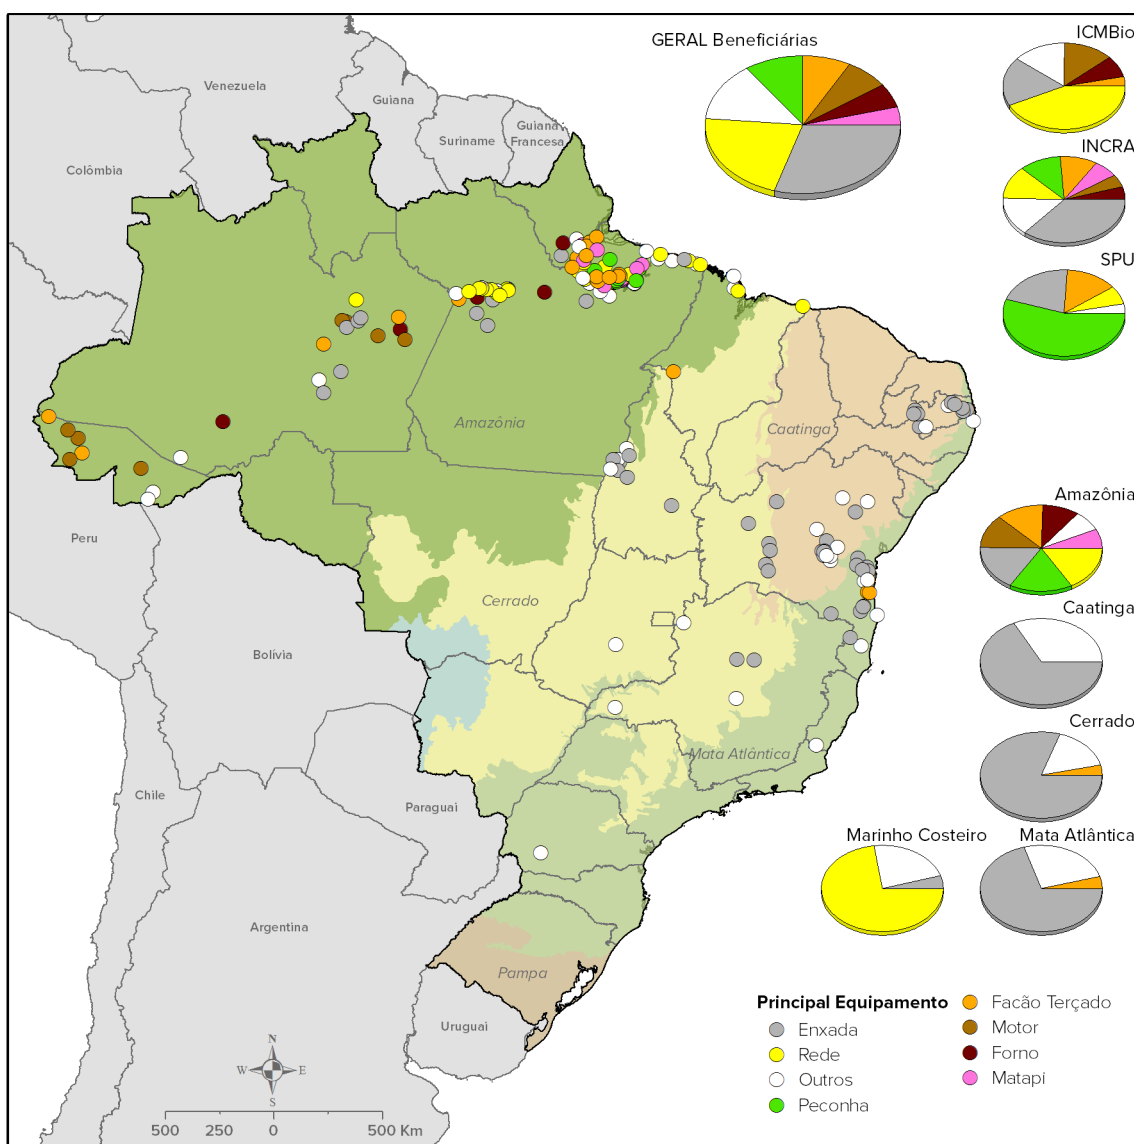 GERAL Beneficiárias
ICMBio
Venezuela
Guiana
Suriname
Guiana
Francesa
Colômbia
INCRA
SPU
Amazônia
Caatinga
Amazônia
Peru
Cerrado
Caatinga
Bolívia
Cerrado
Mata Atlântica
Chile
Paraguai
Marinho Costeiro
Mata Atlântica
Argentina
Pampa
Uruguai
Principal Equipamento
Enxada
Rede
Outros
Peconha
Facão Terçado
Motor
Forno
Matapí
N
W
E
S
500 250 0 500 Km